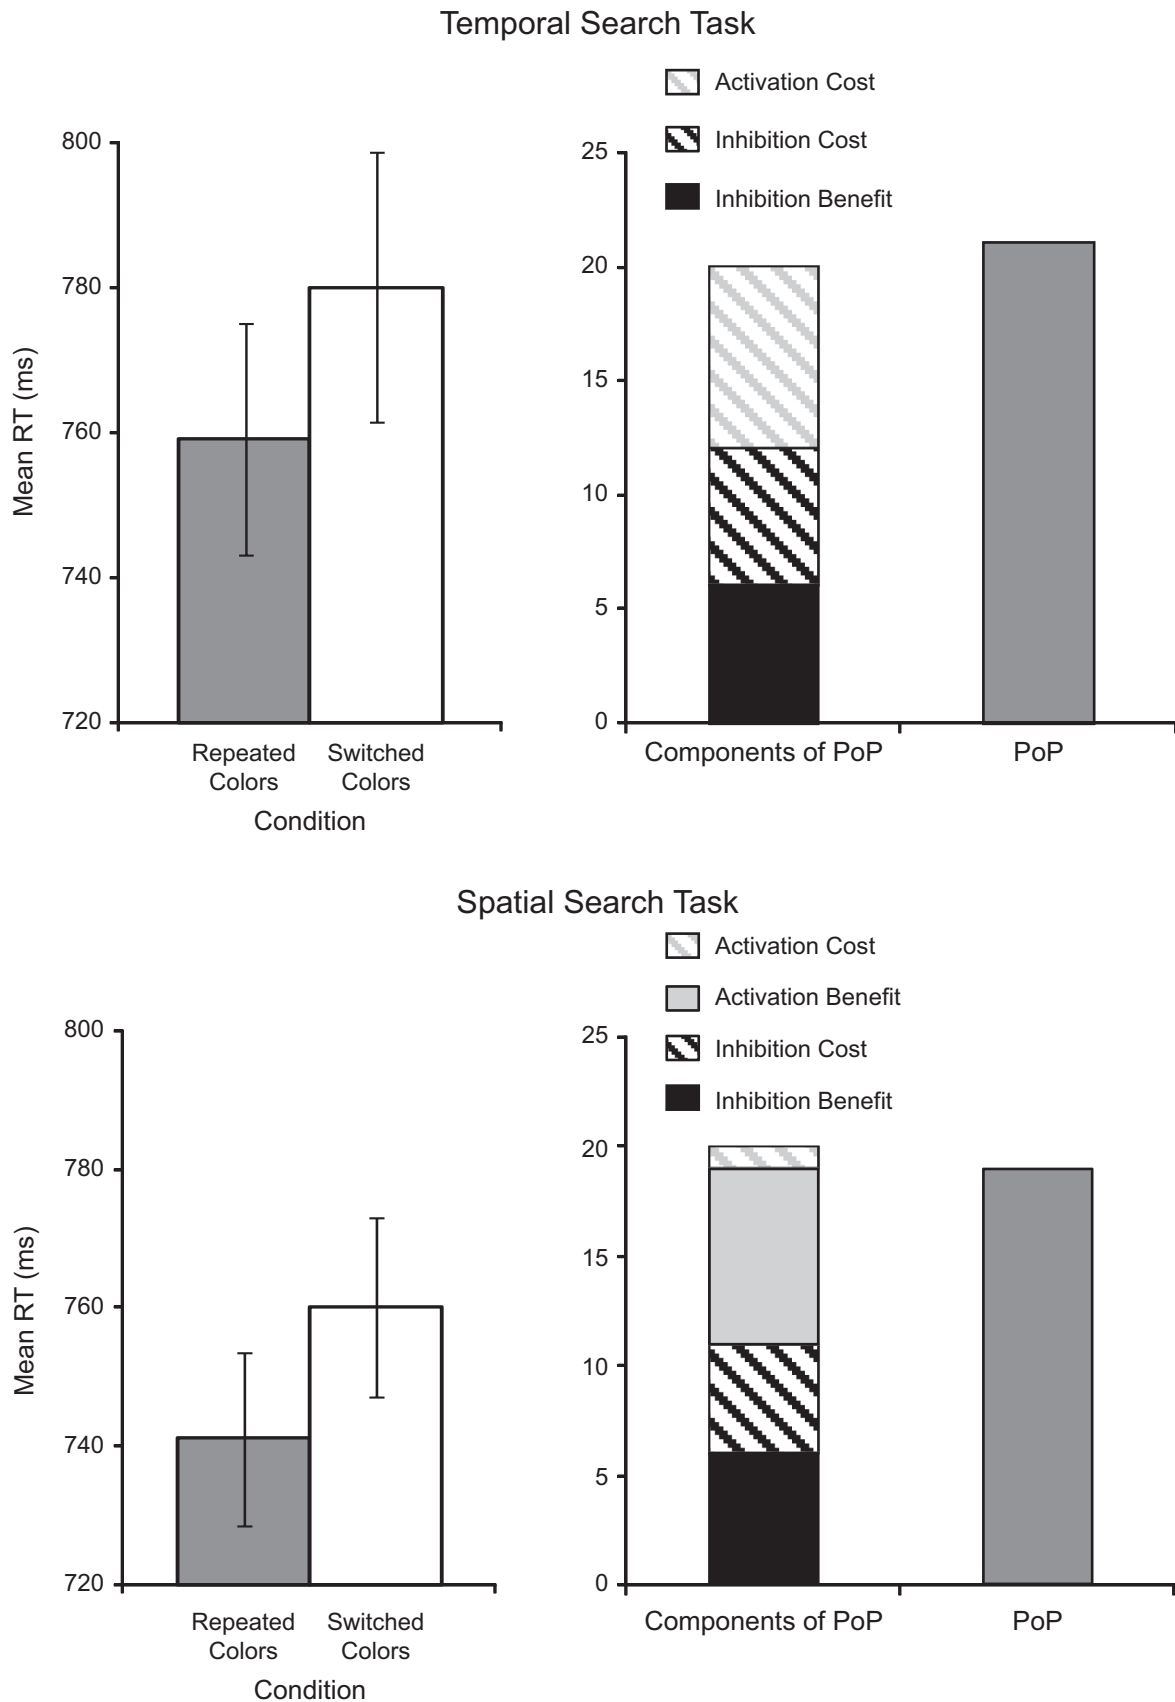 Temporal Search Task
Activation Cost
Inhibition Cost
Inhibition Benefit
Mean RT (ms)
800
780
760
740
720
Repeated
Colors
Switched
Colors
Condition
25
20
15
10
5
0
Components of PoP
PoP
Spatial Search Task
Activation Cost
Activation Benefit
Inhibition Cost
Inhibition Benefit
Mean RT (ms)
800
780
760
740
720
Repeated
Colors
Switched
Colors
Condition
25
20
15
10
5
0
Components of PoP
PoP